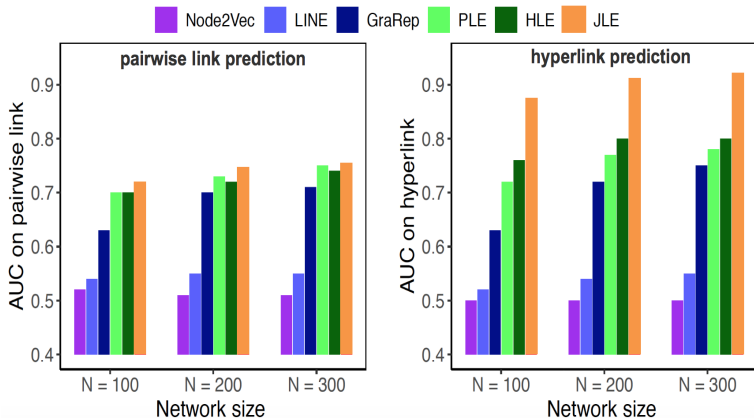 Node2Vec LINE GraRep PLE HLE JLE
pairwise link prediction
AUC on pairwise link
0.9
0.8
0.7
0.6
0.5
0.4
N = 100 N = 200 N = 300
Network size
hyperlink prediction
AUC on hyperlink
0.9
0.8
0.7
0.6
0.5
0.4
N = 100 N = 200 N = 300
Network size